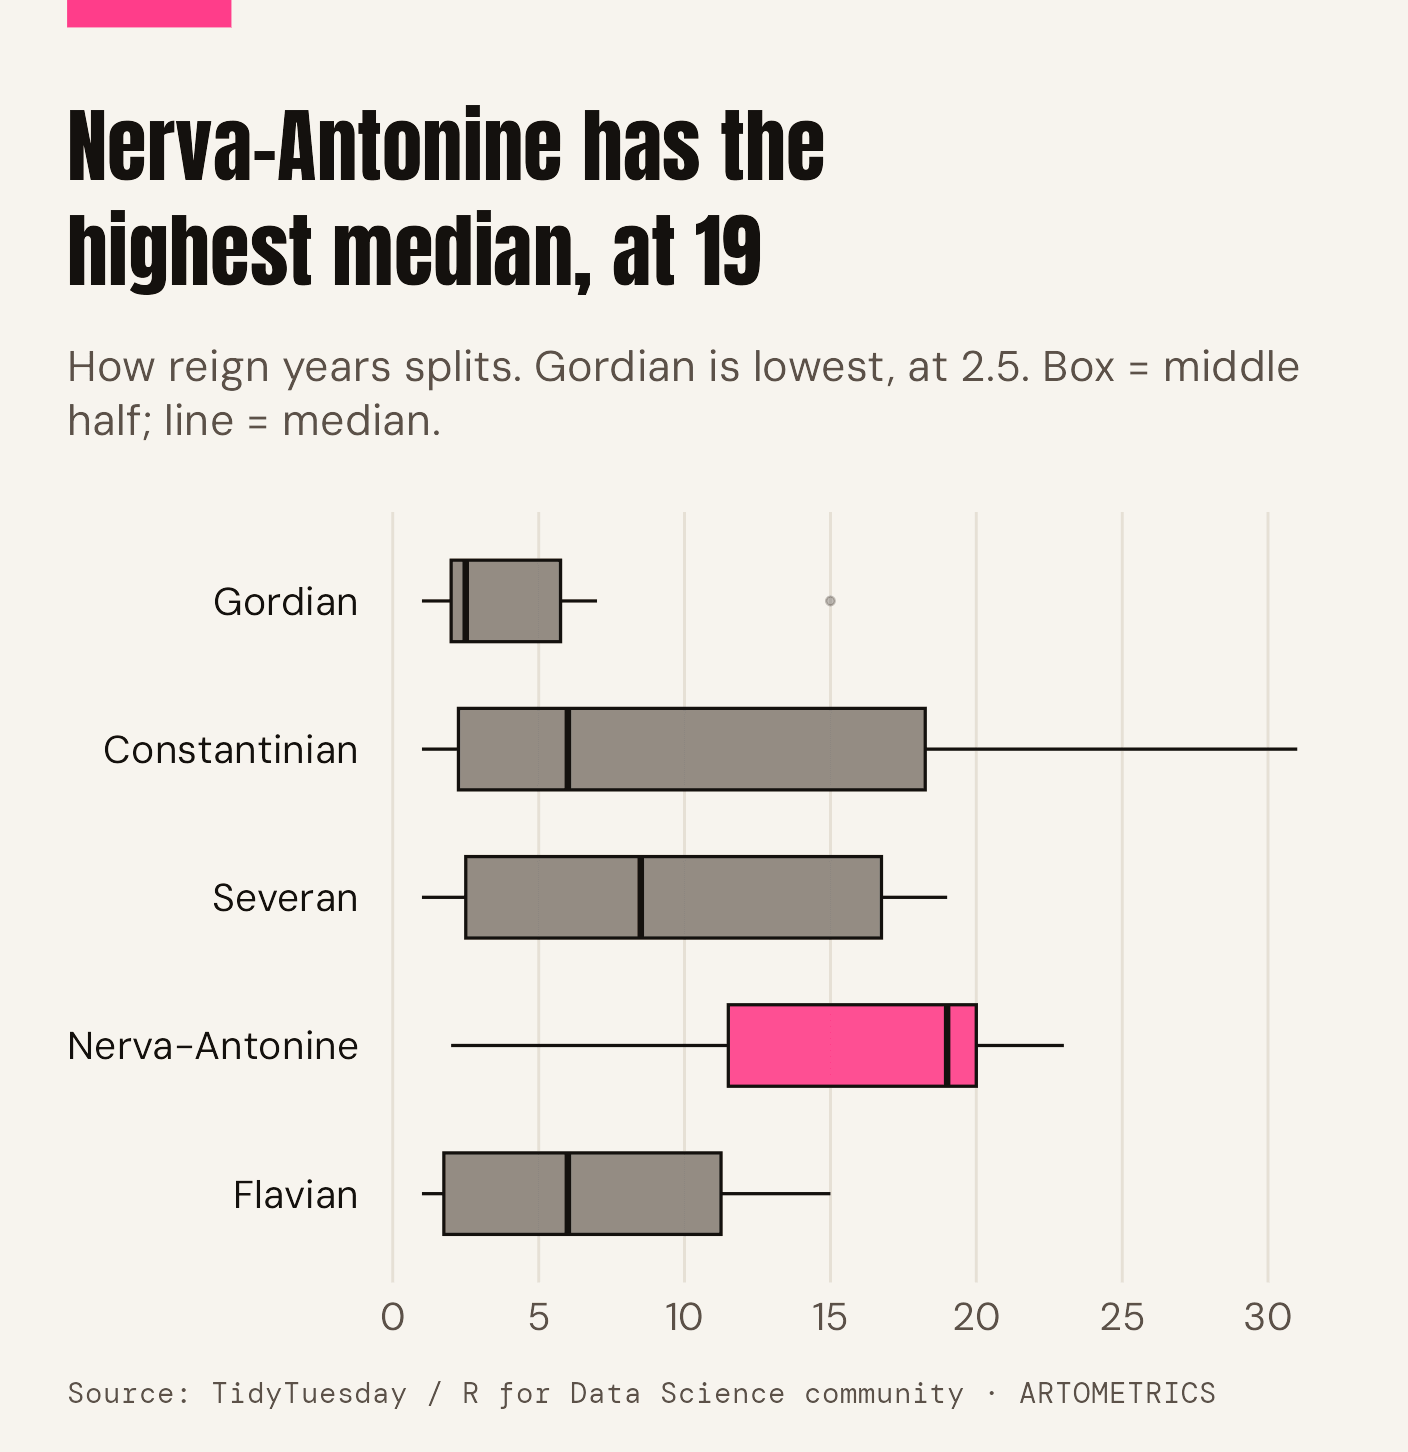 Nerva-Antonine has the
highest median, at 19
How reign years splits. Gordian is lowest, at 2.5. Box = middle
half; line = median.
Gordian
Constantinian
Severan
Nerva-Antonine
Flavian
0 5 10 15 20 25 30
Source: TidyTuesday / R for Data Science community · ARTOMETRICS